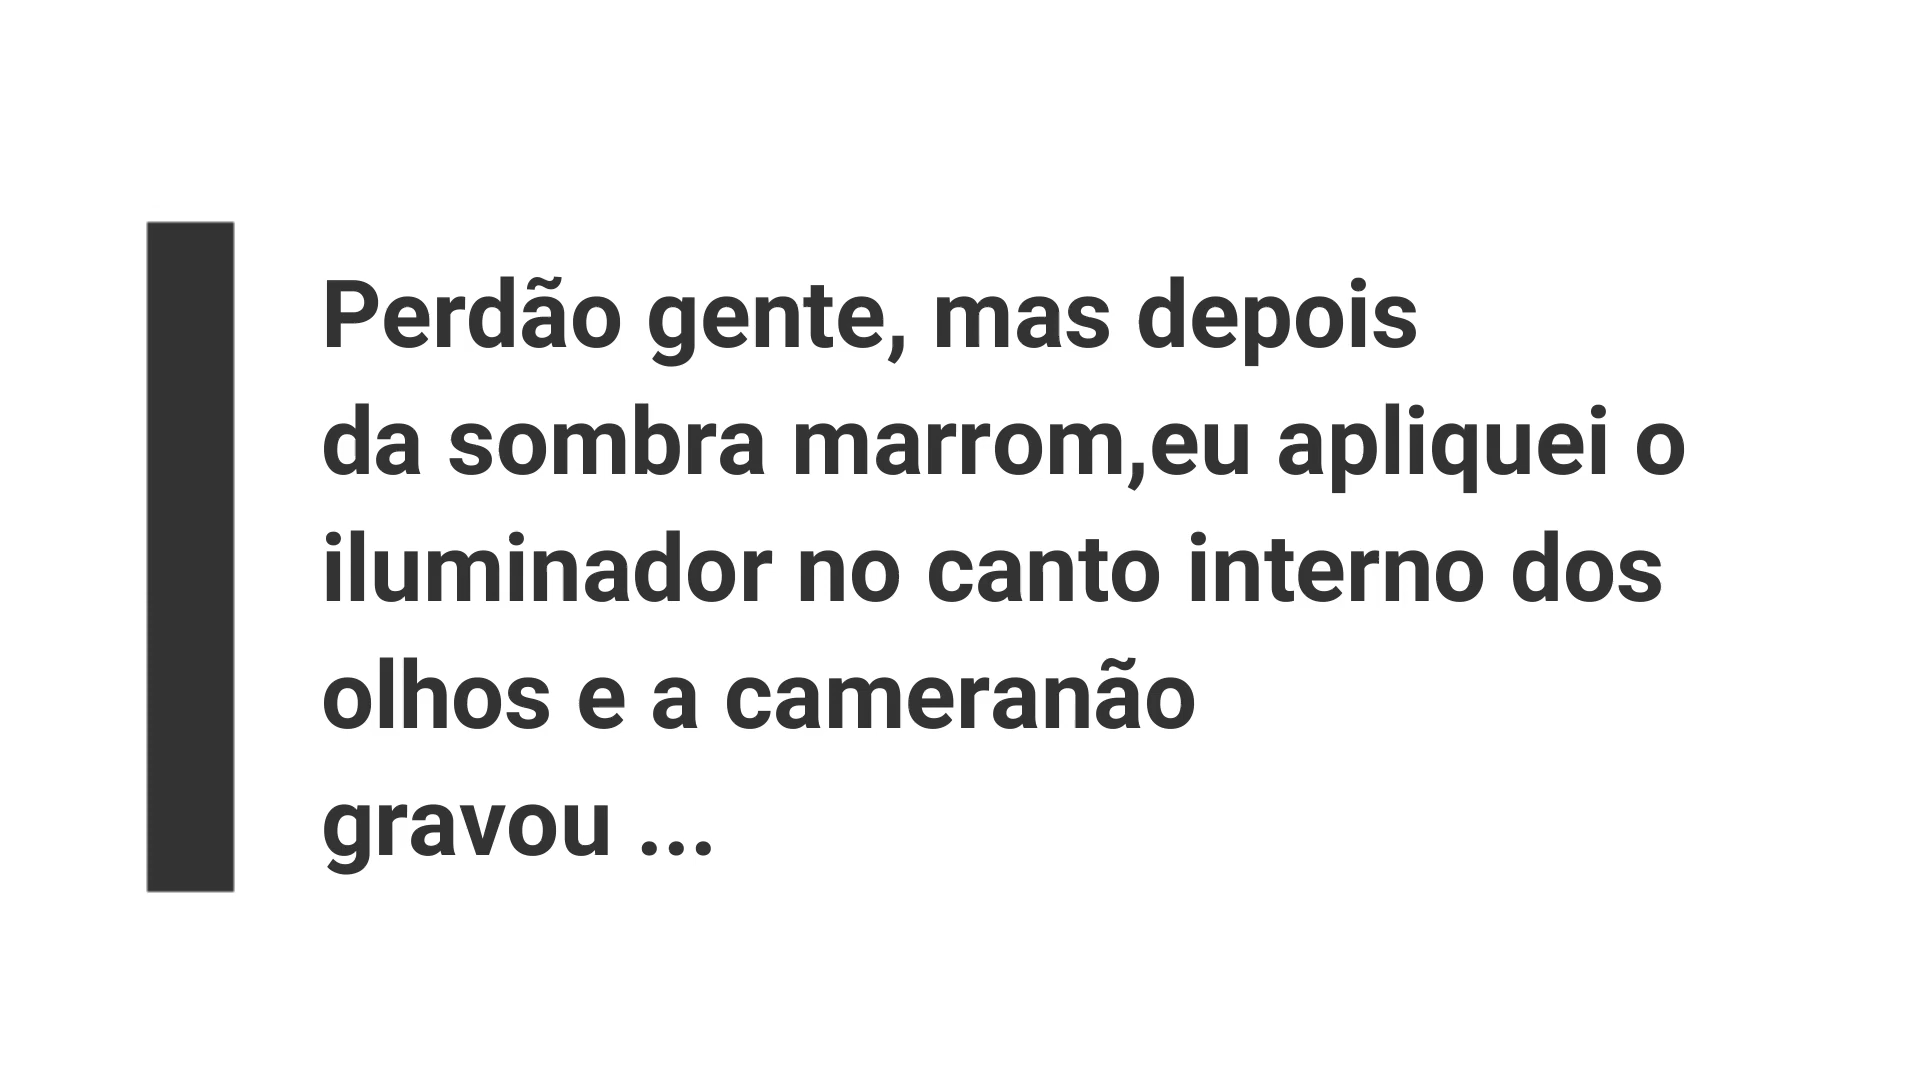 Perdão gente, mas depois
da sombra marrom,eu apliquei o
iluminador no canto interno dos
olhos e a cameranão
gravou ...